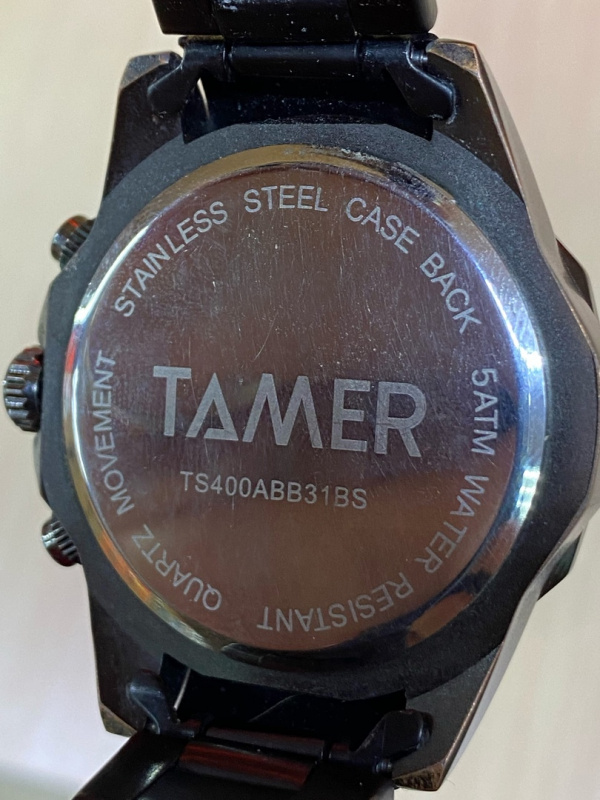 STAINLESS STEEL CASE BACK
5ATM WATER RESISTANT
QUARTZ MOVEMENT
TAMER
TS400ABB31BS